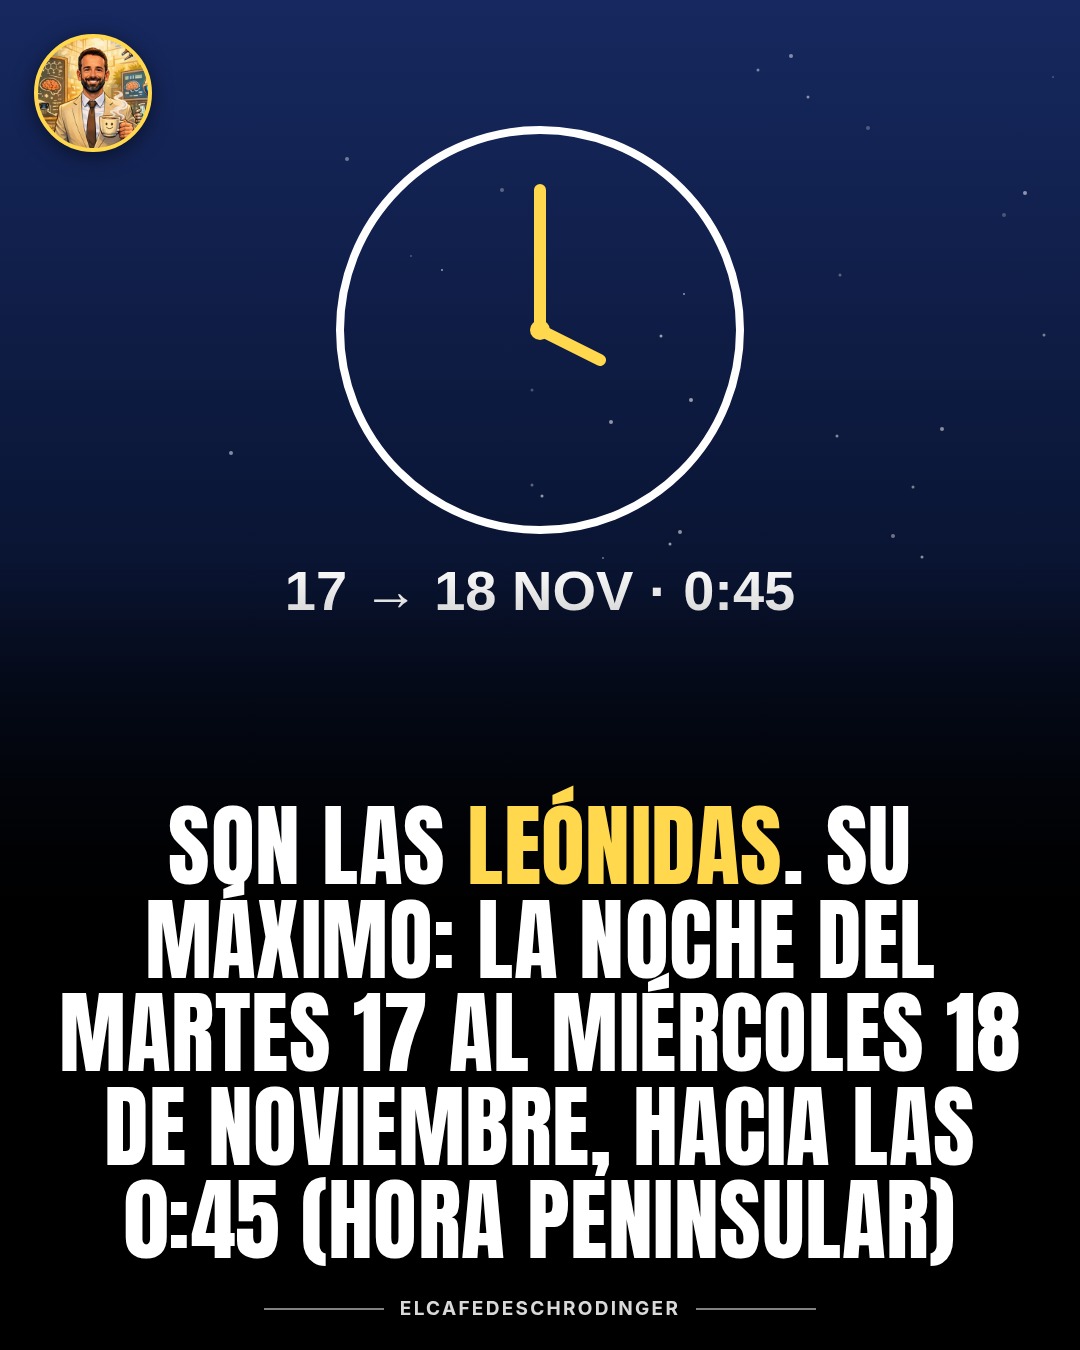 17 → 18 NOV · 0:45
SON LAS LEÓNIDAS. SU
MÁXIMO: LA NOCHE DEL
MARTES 17 AL MIÉRCOLES 18
DE NOVIEMBRE, HACIA LAS
0:45 (HORA PENINSULAR)
ELCAFEDESCHRODINGER